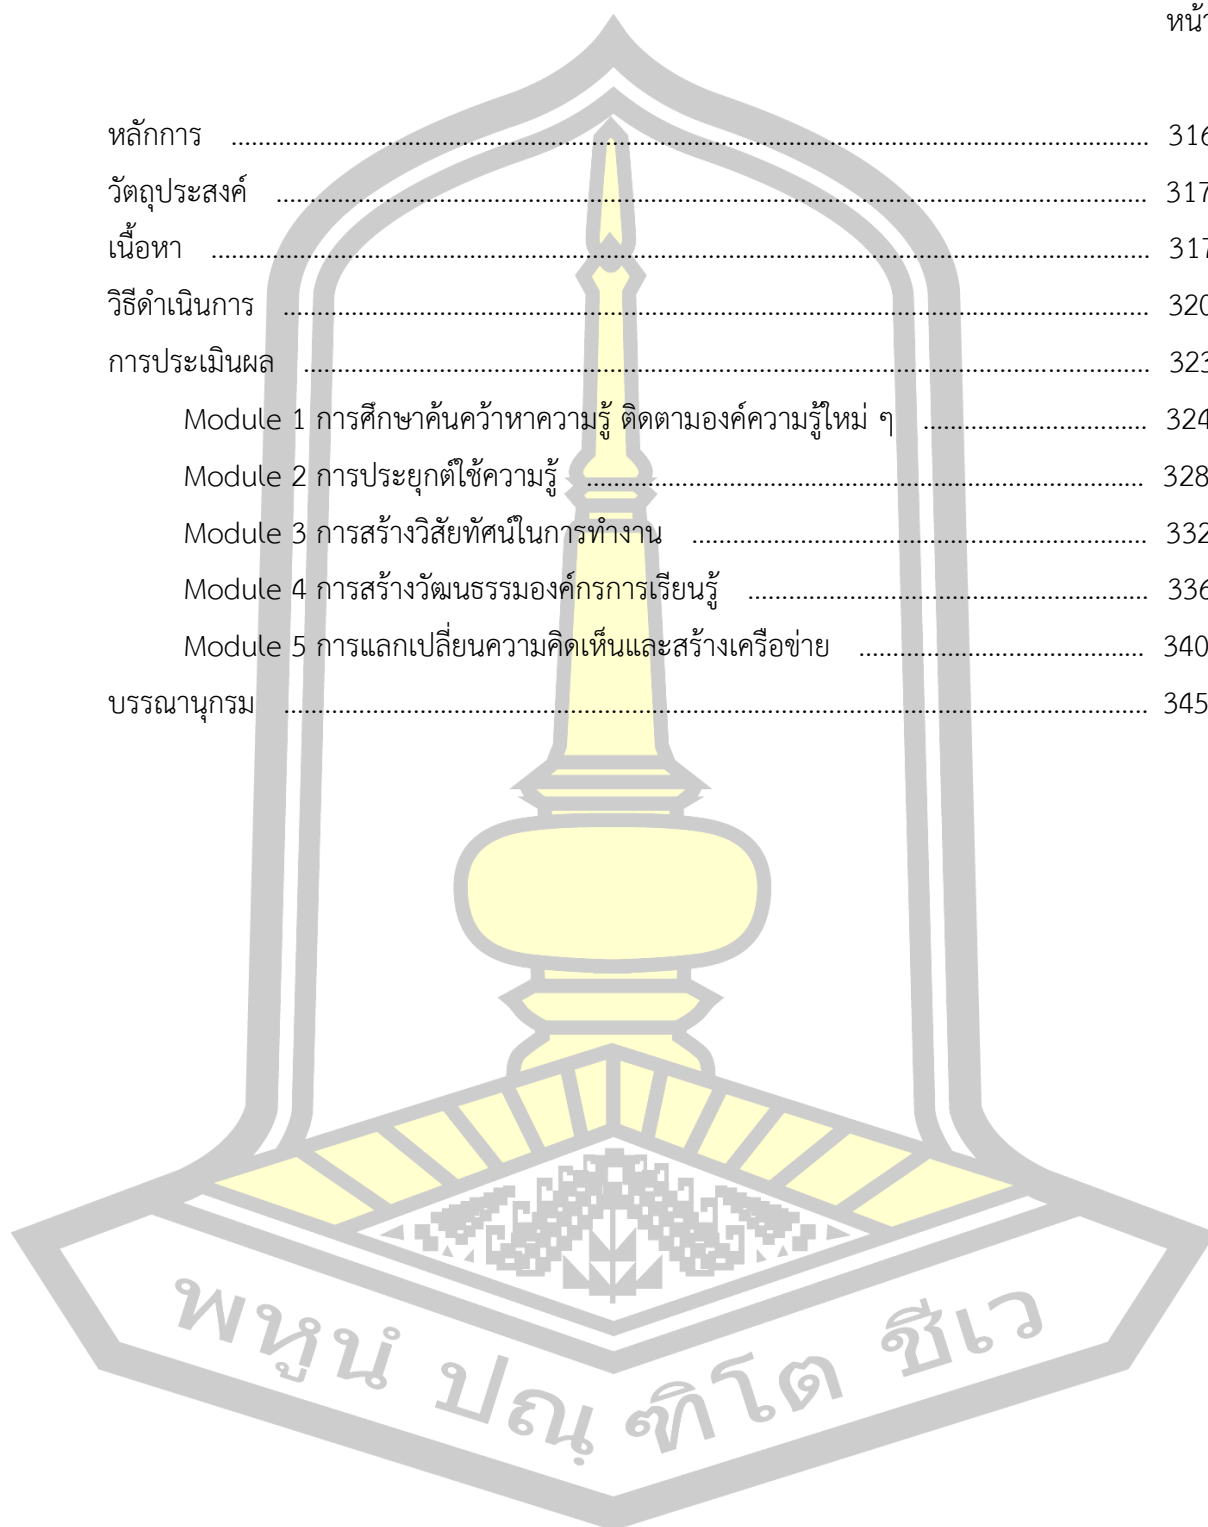 หน้า
หลักการ ........................................................................................................................ 316
วัตถุประสงค์ .................................................................................................................. 317
เนื้อหา .......................................................................................................................... 317
วิธีดำเนินการ ................................................................................................................. 320
การประเมินผล ............................................................................................................... 323
Module 1 การศึกษาค้นคว้าหาความรู้ ติดตามองค์ความรู้ใหม่ ๆ ............................. 324
Module 2 การประยุกต์ใช้ความรู้ ......................................................................... 328
Module 3 การสร้างวิสัยทัศน์ในการทำงาน ............................................................ 332
Module 4 การสร้างวัฒนธรรมองค์กรการเรียนรู้ .................................................... 336
Module 5 การแลกเปลี่ยนความคิดเห็นและสร้างเครือข่าย ..................................... 340
บรรณานุกรม ................................................................................................................. 345
พหูนํ ปณฺฑิโต ชีเว